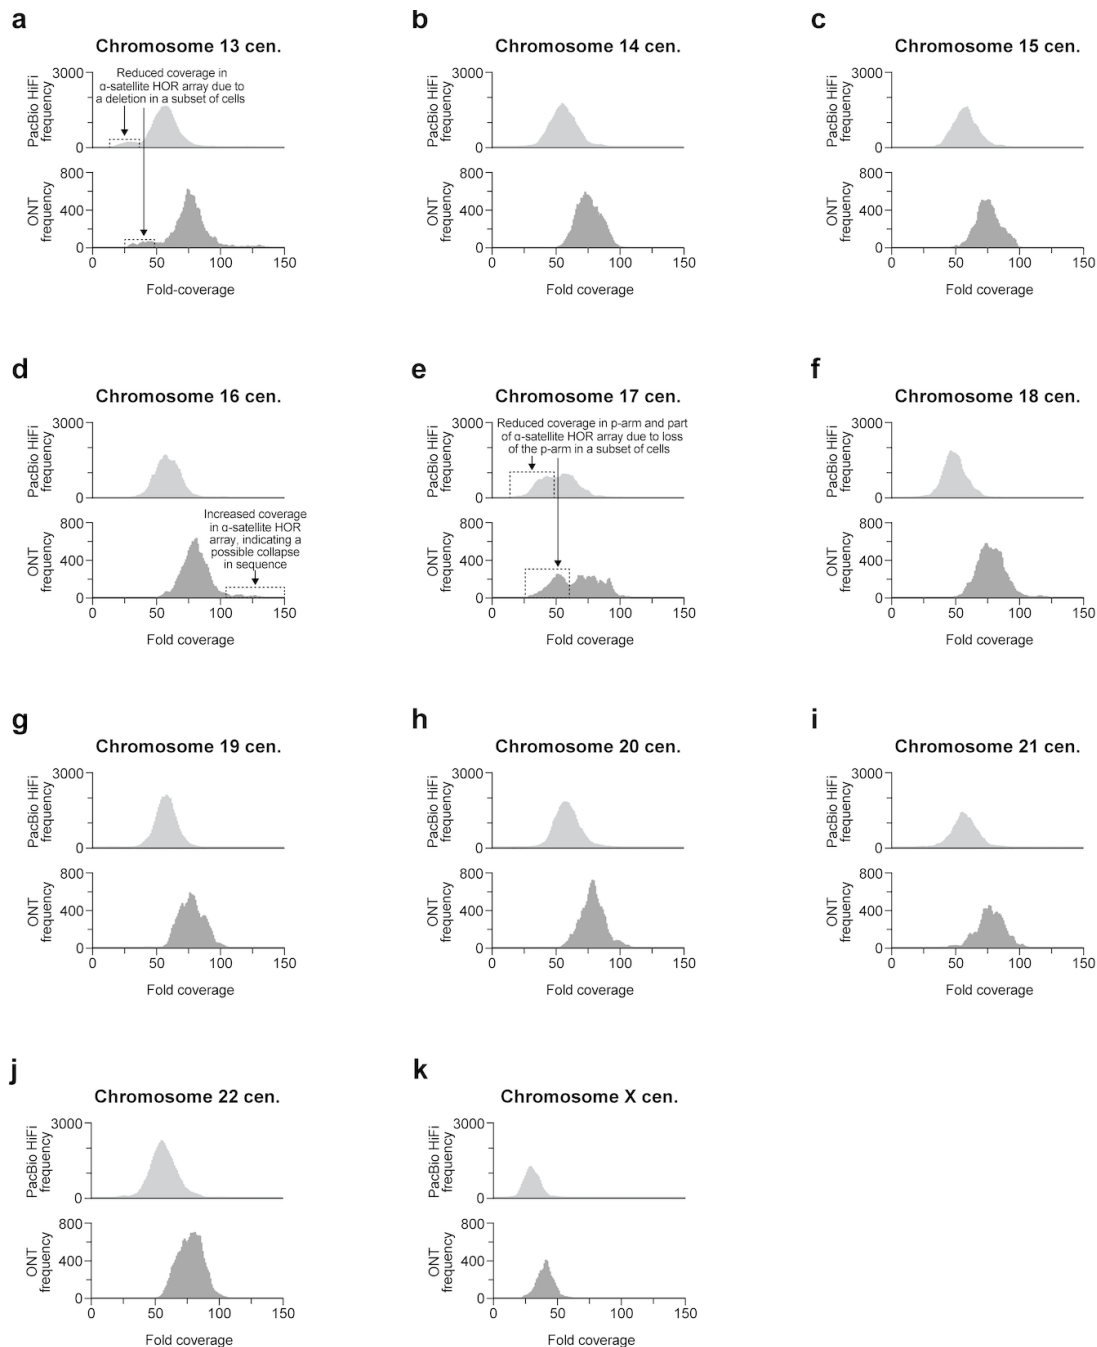 a
Chromosome 13 cen.
Reduced coverage in
α-satellite HOR array due to
a deletion in a subset of cells
PacBio HiFi
frequency
3000
0
ONT
frequency
800
400
0
0 50 100 150
Fold-coverage
b
Chromosome 14 cen.
PacBio HiFi
frequency
3000
0
ONT
frequency
800
400
0
0 50 100 150
Fold coverage
c
Chromosome 15 cen.
PacBio HiFi
frequency
3000
0
ONT
frequency
800
400
0
0 50 100 150
Fold coverage
d
Chromosome 16 cen.
PacBio HiFi
frequency
3000
0
Increased coverage
in α-satellite HOR
array, indicating a
possible collapse
in sequence
ONT
frequency
800
400
0
0 50 100 150
Fold coverage
e
Chromosome 17 cen.
Reduced coverage in p-arm and part
of α-satellite HOR array due to loss
of the p-arm in a subset of cells
PacBio HiFi
frequency
3000
0
ONT
frequency
800
400
0
0 50 100 150
Fold coverage
f
Chromosome 18 cen.
PacBio HiFi
frequency
3000
0
ONT
frequency
800
400
0
0 50 100 150
Fold coverage
g
Chromosome 19 cen.
PacBio HiFi
frequency
3000
0
ONT
frequency
800
400
0
0 50 100 150
Fold coverage
h
Chromosome 20 cen.
PacBio HiFi
frequency
3000
0
ONT
frequency
800
400
0
0 50 100 150
Fold coverage
i
Chromosome 21 cen.
PacBio HiFi
frequency
3000
0
ONT
frequency
800
400
0
0 50 100 150
Fold coverage
j
Chromosome 22 cen.
PacBio HiFi
frequency
3000
0
ONT
frequency
800
400
0
0 50 100 150
Fold coverage
k
Chromosome X cen.
PacBio HiFi
frequency
3000
0
ONT
frequency
800
400
0
0 50 100 150
Fold coverage